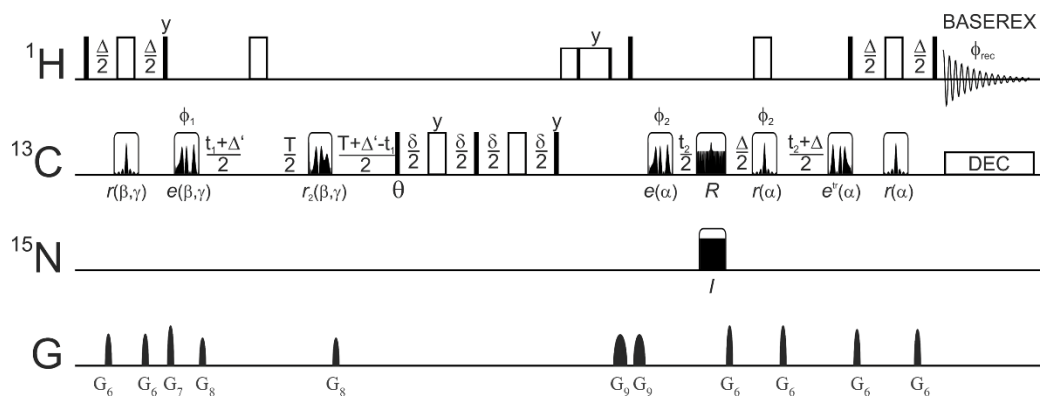 BASEREX
y y ϕrec
¹H Δ/2 Δ/2 Δ/2 Δ/2
ϕ₁ y y ϕ₂ ϕ₂
¹³C t₁+Δ'/2 T/2 T+Δ'-t₁/2 δ/2 δ/2 δ/2 δ/2 t₂/2 Δ/2 t₂+Δ/2 DEC
r(β,γ) e(β,γ) r₂(β,γ) θ e(α) R r(α) eᵗʳ(α) r(α)
¹⁵N
I
G
G₆ G₆ G₇ G₈ G₈ G₉ G₉ G₆ G₆ G₆ G₆